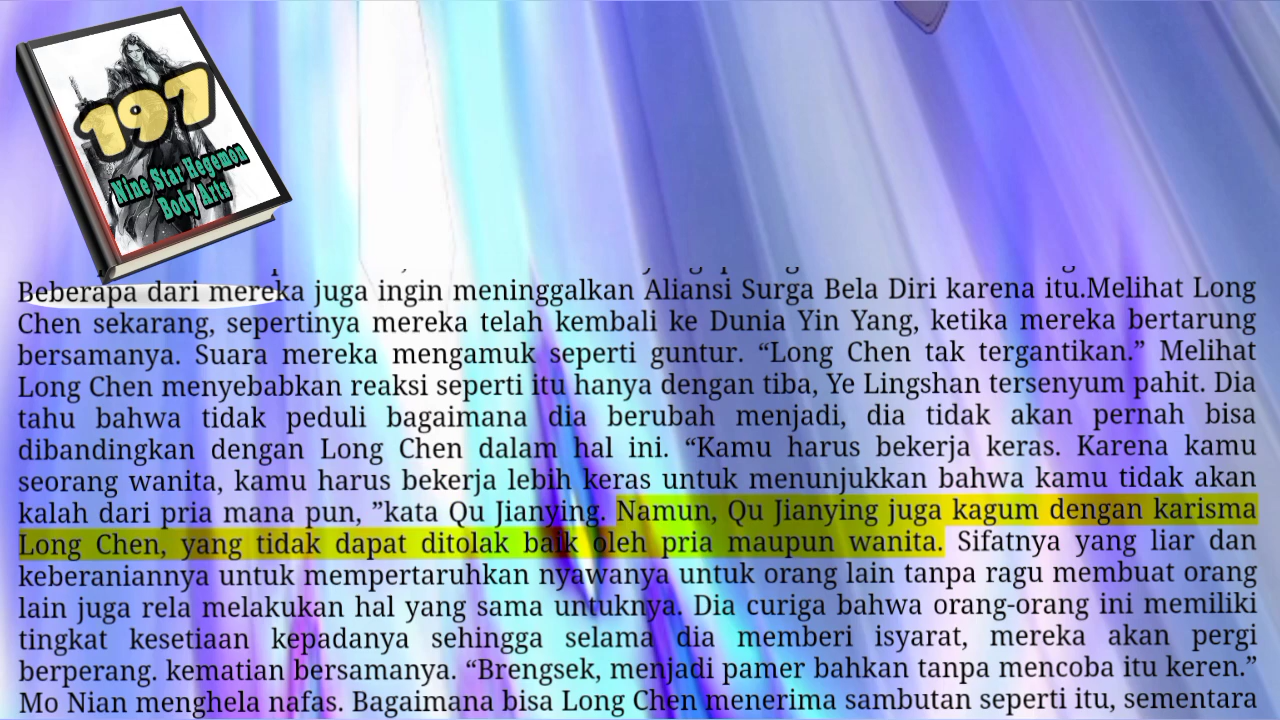 197
Nine Star Hegemon
Body Arts
Beberapa dari mereka juga ingin meninggalkan Aliansi Surga Bela Diri karena itu.Melihat Long
Chen sekarang, sepertinya mereka telah kembali ke Dunia Yin Yang, ketika mereka bertarung
bersamanya. Suara mereka mengamuk seperti guntur. “Long Chen tak tergantikan.” Melihat
Long Chen menyebabkan reaksi seperti itu hanya dengan tiba, Ye Lingshan tersenyum pahit. Dia
tahu bahwa tidak peduli bagaimana dia berubah menjadi, dia tidak akan pernah bisa
dibandingkan dengan Long Chen dalam hal ini. “Kamu harus bekerja keras. Karena kamu
seorang wanita, kamu harus bekerja lebih keras untuk menunjukkan bahwa kamu tidak akan
kalah dari pria mana pun, ”kata Qu Jianying. Namun, Qu Jianying juga kagum dengan karisma
Long Chen, yang tidak dapat ditolak baik oleh pria maupun wanita. Sifatnya yang liar dan
keberaniannya untuk mempertaruhkan nyawanya untuk orang lain tanpa ragu membuat orang
lain juga rela melakukan hal yang sama untuknya. Dia curiga bahwa orang-orang ini memiliki
tingkat kesetiaan kepadanya sehingga selama dia memberi isyarat, mereka akan pergi
berperang. kematian bersamanya. “Brengsek, menjadi pamer bahkan tanpa mencoba itu keren.”
Mo Nian menghela nafas. Bagaimana bisa Long Chen menerima sambutan seperti itu, sementara